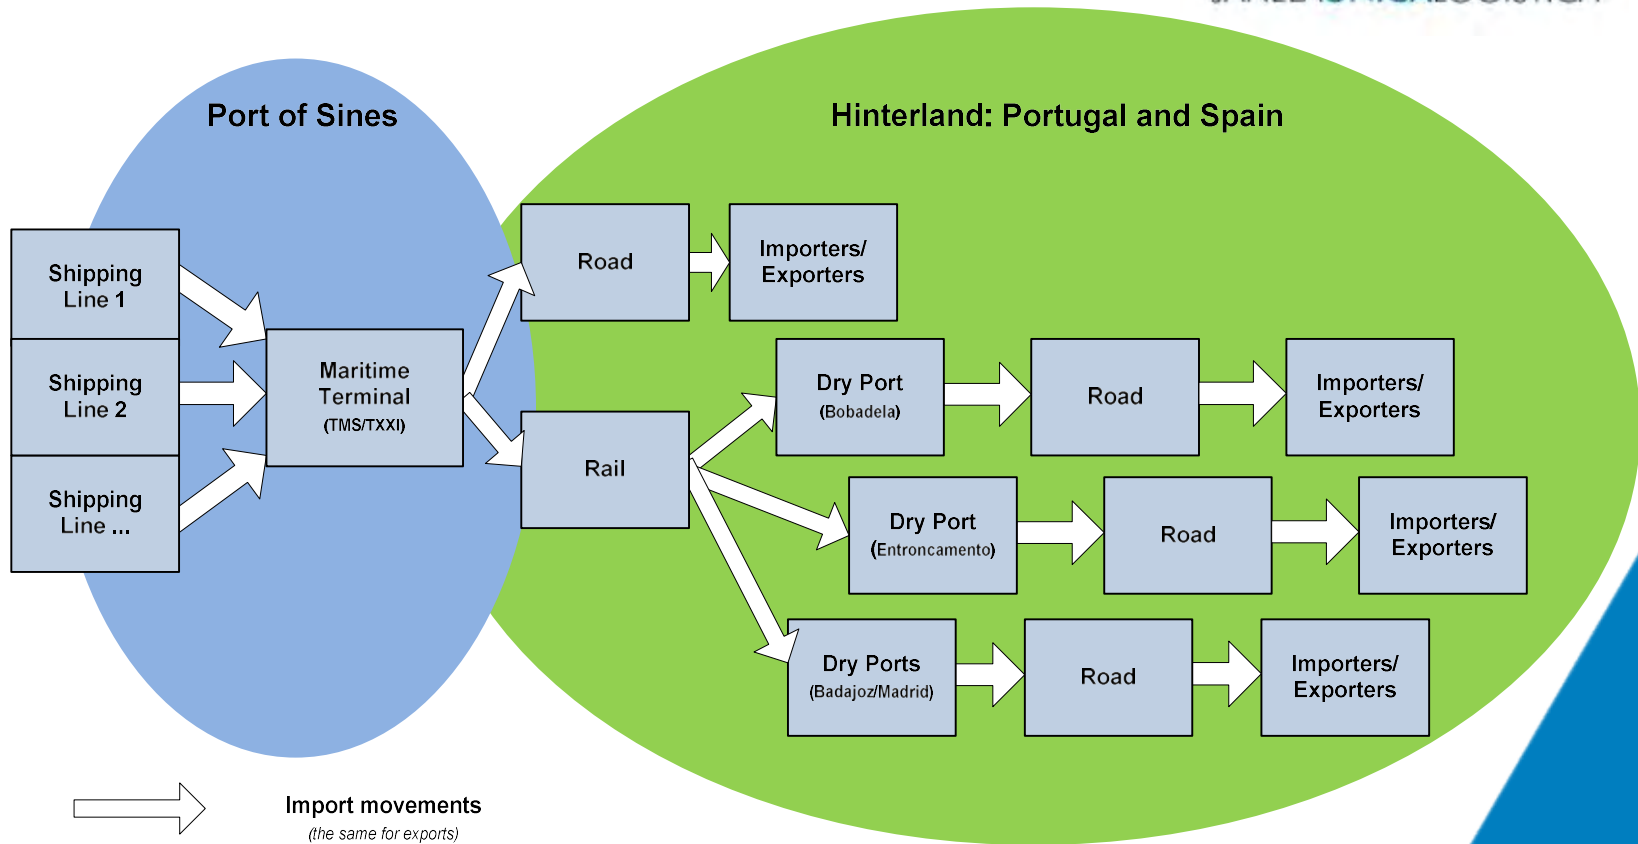 Port of Sines
Hinterland: Portugal and Spain
Shipping
Line 1
Shipping
Line 2
Shipping
Line ...
Maritime
Terminal
(TMS/TXXI)
Road
Importers/
Exporters
Rail
Dry Port
(Bobadela)
Road
Importers/
Exporters
Dry Port
(Entroncamento)
Road
Importers/
Exporters
Dry Ports
(Badajoz/Madrid)
Road
Importers/
Exporters
Import movements
(the same for exports)